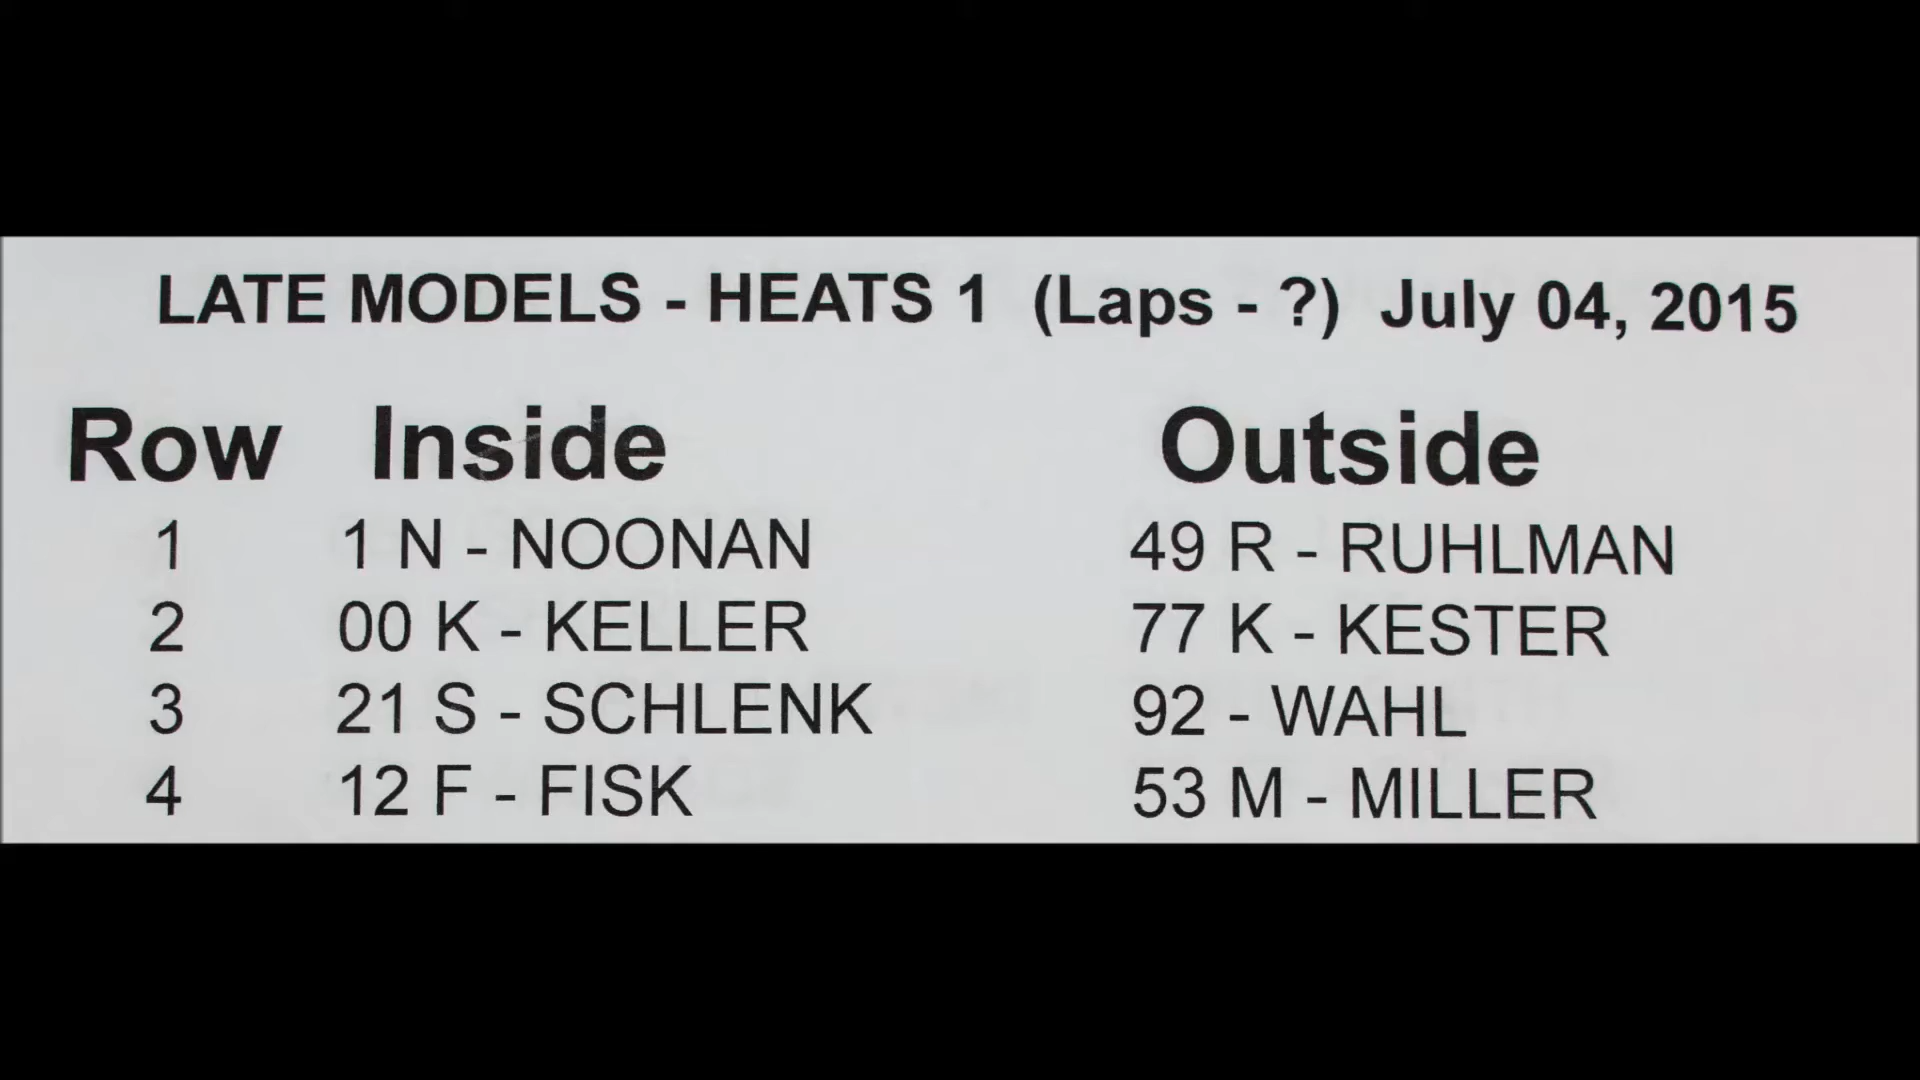 LATE MODELS - HEATS 1 (Laps - ?) July 04, 2015
Row Inside Outside
1 1 N - NOONAN 49 R - RUHLMAN
2 00 K - KELLER 77 K - KESTER
3 21 S - SCHLENK 92 - WAHL
4 12 F - FISK 53 M - MILLER